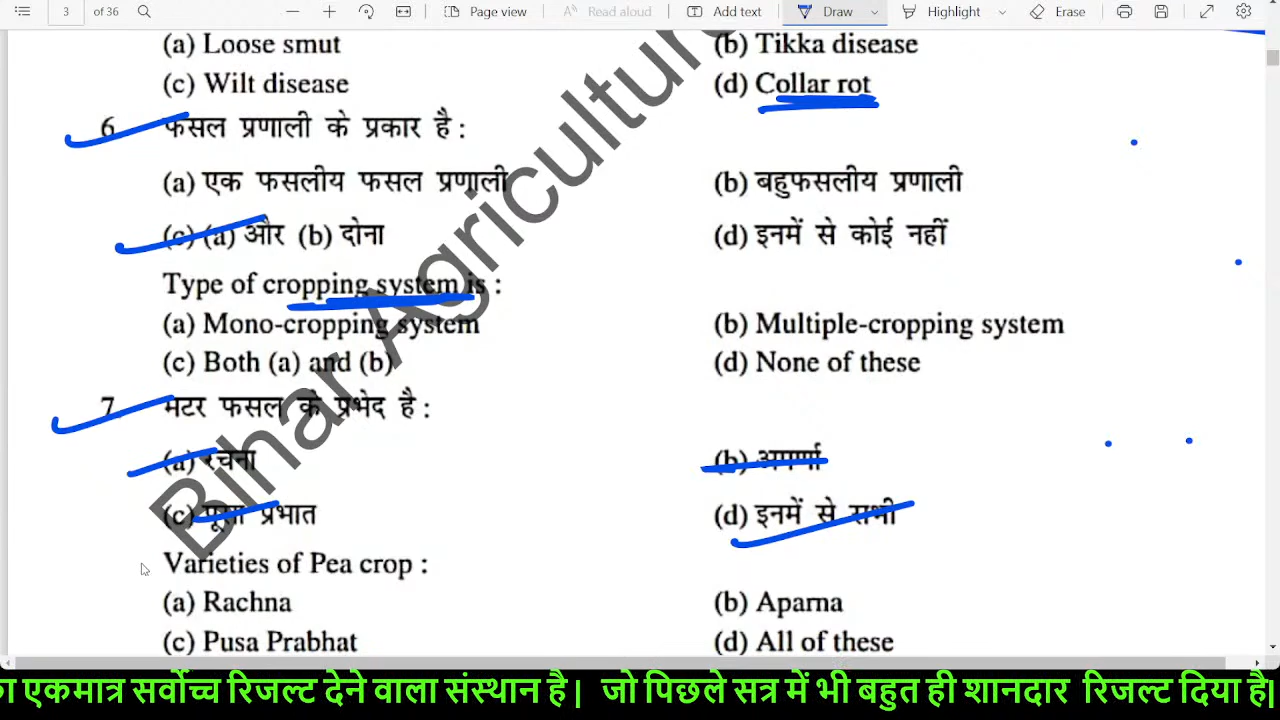 3 of 36 Page view Read aloud Add text Draw Highlight Erase
(a) Loose smut (b) Tikka disease
(c) Wilt disease (d) Collar rot
6. फसल प्रणाली के प्रकार है :
(a) एक फसलीय फसल प्रणाली (b) बहुफसलीय प्रणाली
(c) (a) और (b) दोना (d) इनमें से कोई नहीं
Type of cropping system is :
(a) Mono-cropping system (b) Multiple-cropping system
(c) Both (a) and (b) (d) None of these
7. मटर फसल के प्रभेद है :
(a) रचना (b) अपर्णा
(c) पूसा प्रभात (d) इनमें से सभी
Varieties of Pea crop :
(a) Rachna (b) Aparna
(c) Pusa Prabhat (d) All of these
Bihar Agriculture
का एकमात्र सर्वोच्च रिजल्ट देने वाला संस्थान है| जो पिछले सत्र में भी बहुत ही शानदार रिजल्ट दिया है|